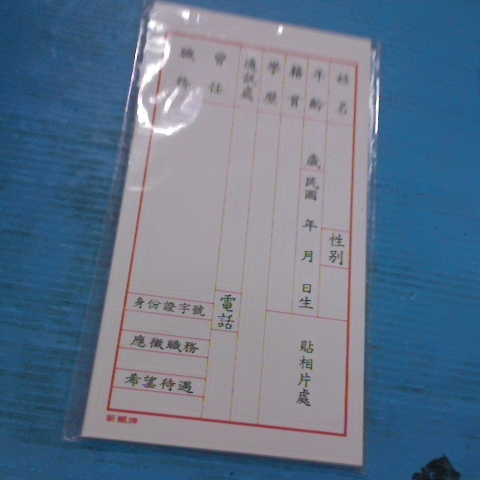 姓名
性別
年齡
歲 民國 年 月 日生
籍貫
學歷
貼相片處
通訊處
電話
曾任
職務
身份證字號
應徵職務
希望待遇